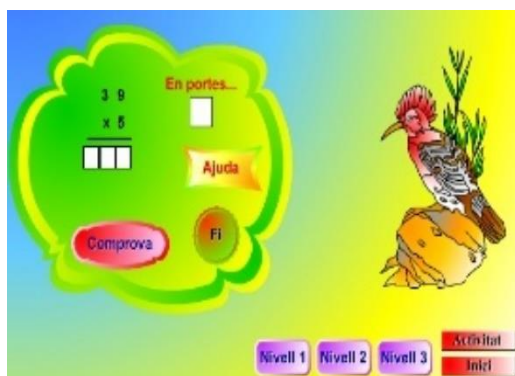 En portes...
3 9
x 5
Ajuda
Comprova
Fi
Nivell 1
Nivell 2
Nivell 3
Activitat
Inici